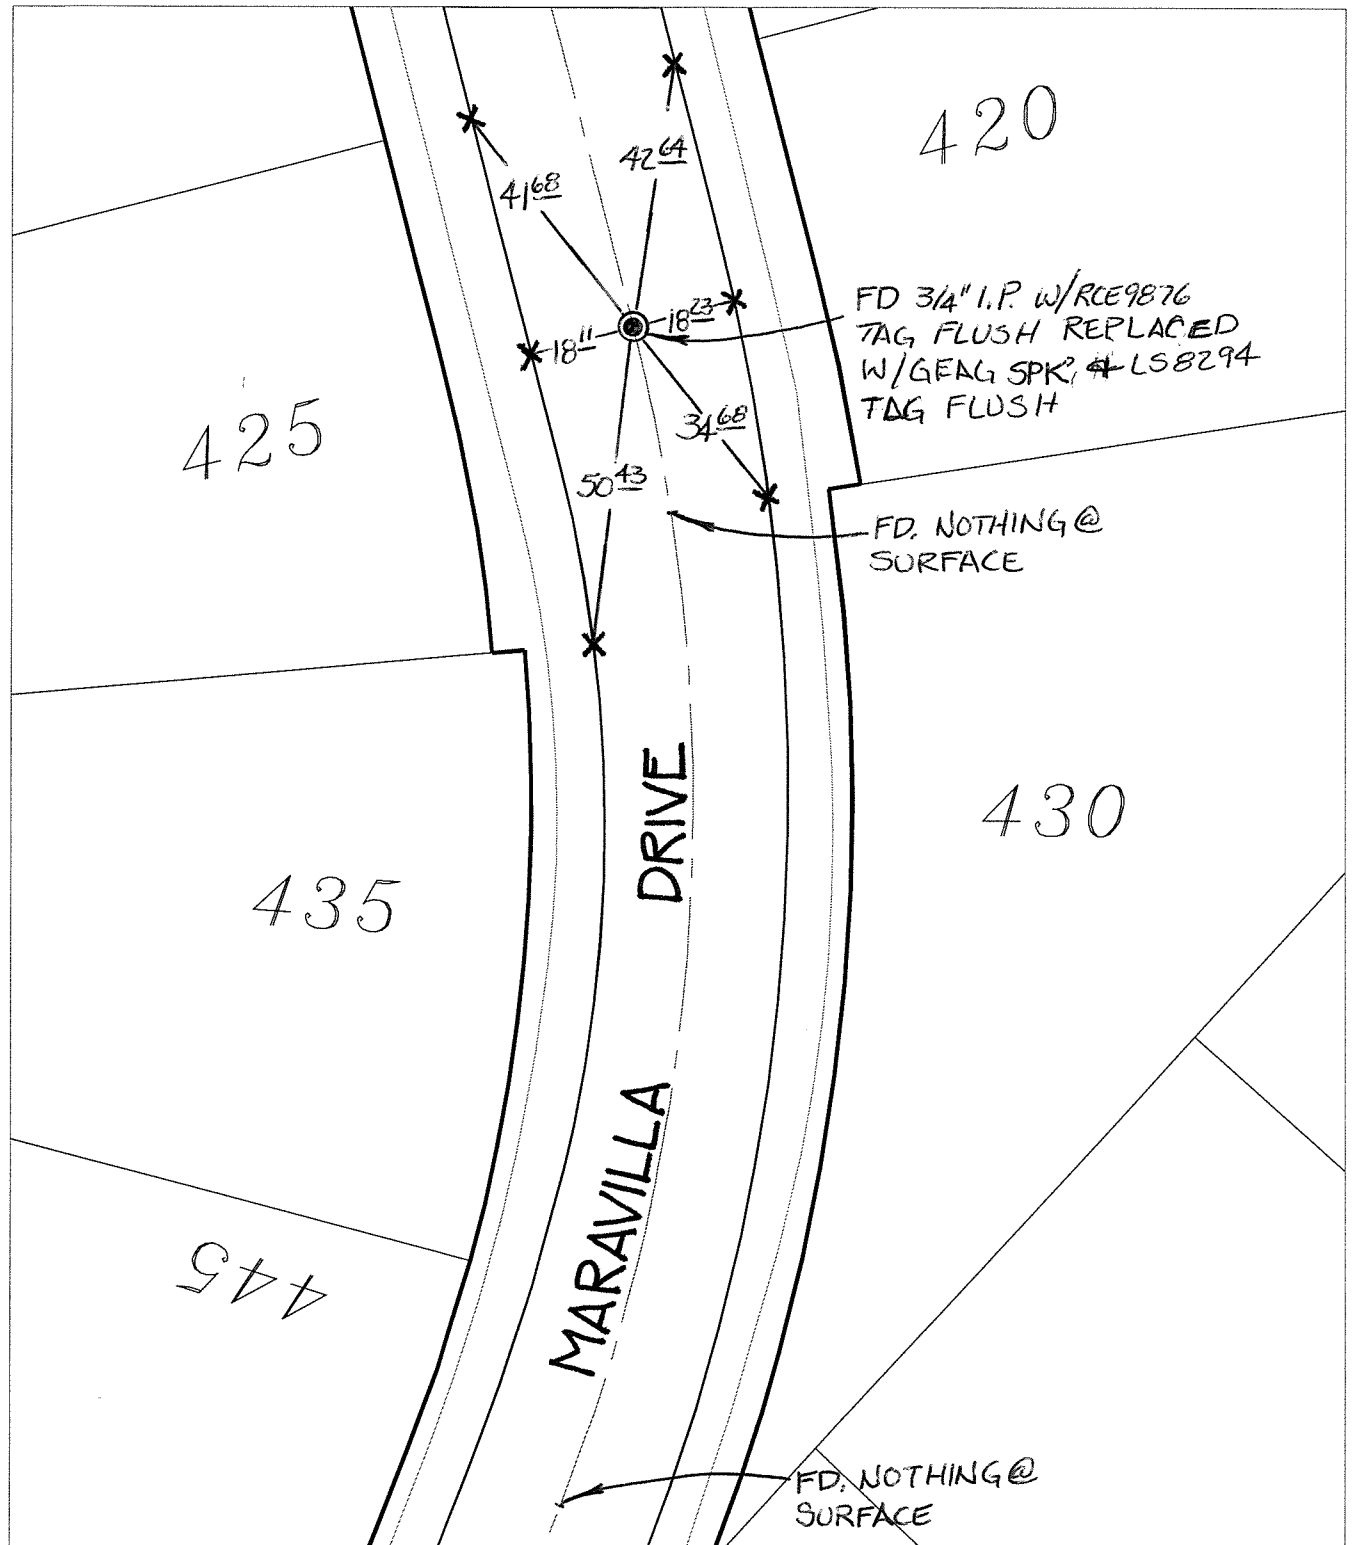 420
42 64
41 68
FD 3/4" I.P. W/RCE9876
TAG FLUSH REPLACED
W/GEAG SPK, & LS8294
TAG FLUSH
18 23
18 11
34 68
425
50 43
FD. NOTHING @
SURFACE
DRIVE
430
435
MARAVILLA
445
FD. NOTHING @
SURFACE